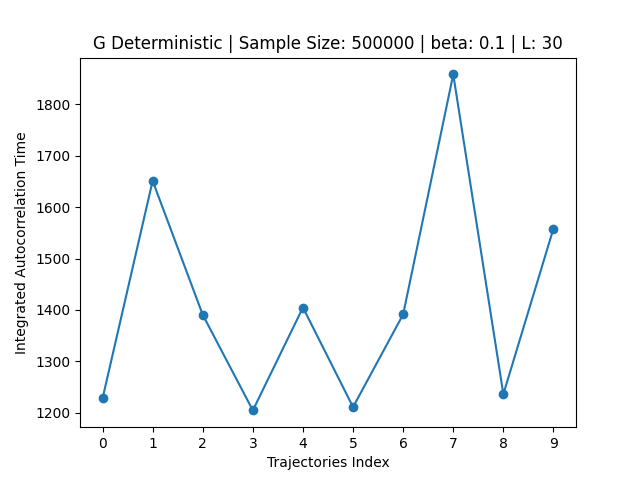 G Deterministic | Sample Size: 500000 | beta: 0.1 | L: 30
Integrated Autocorrelation Time
1800
1700
1600
1500
1400
1300
1200
0 1 2 3 4 5 6 7 8 9
Trajectories Index